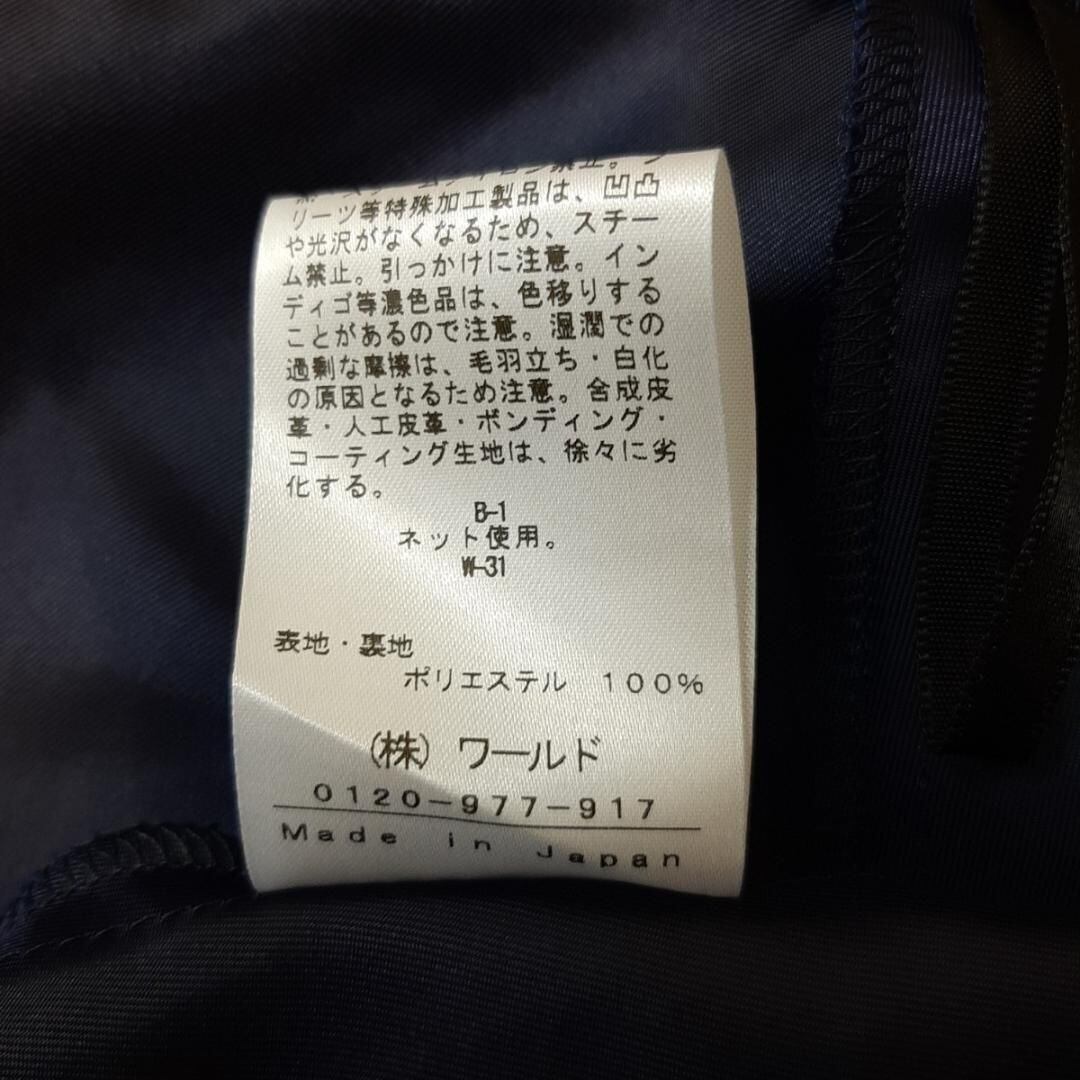 リーツ等特殊加工製品は、凹凸
や光沢がなくなるため、スチー
ム禁止。引っかけに注意。イン
ディゴ等濃色品は、色移りする
ことがあるので注意。湿潤での
過剰な摩擦は、毛羽立ち・白化
の原因となるため注意。合成皮
革・人工皮革・ボンディング・
コーティング生地は、徐々に劣
化する。
B-1
ネット使用。
W-31
表地・裏地
ポリエステル 100%
(株) ワールド
0120-977-917
Made in Japan